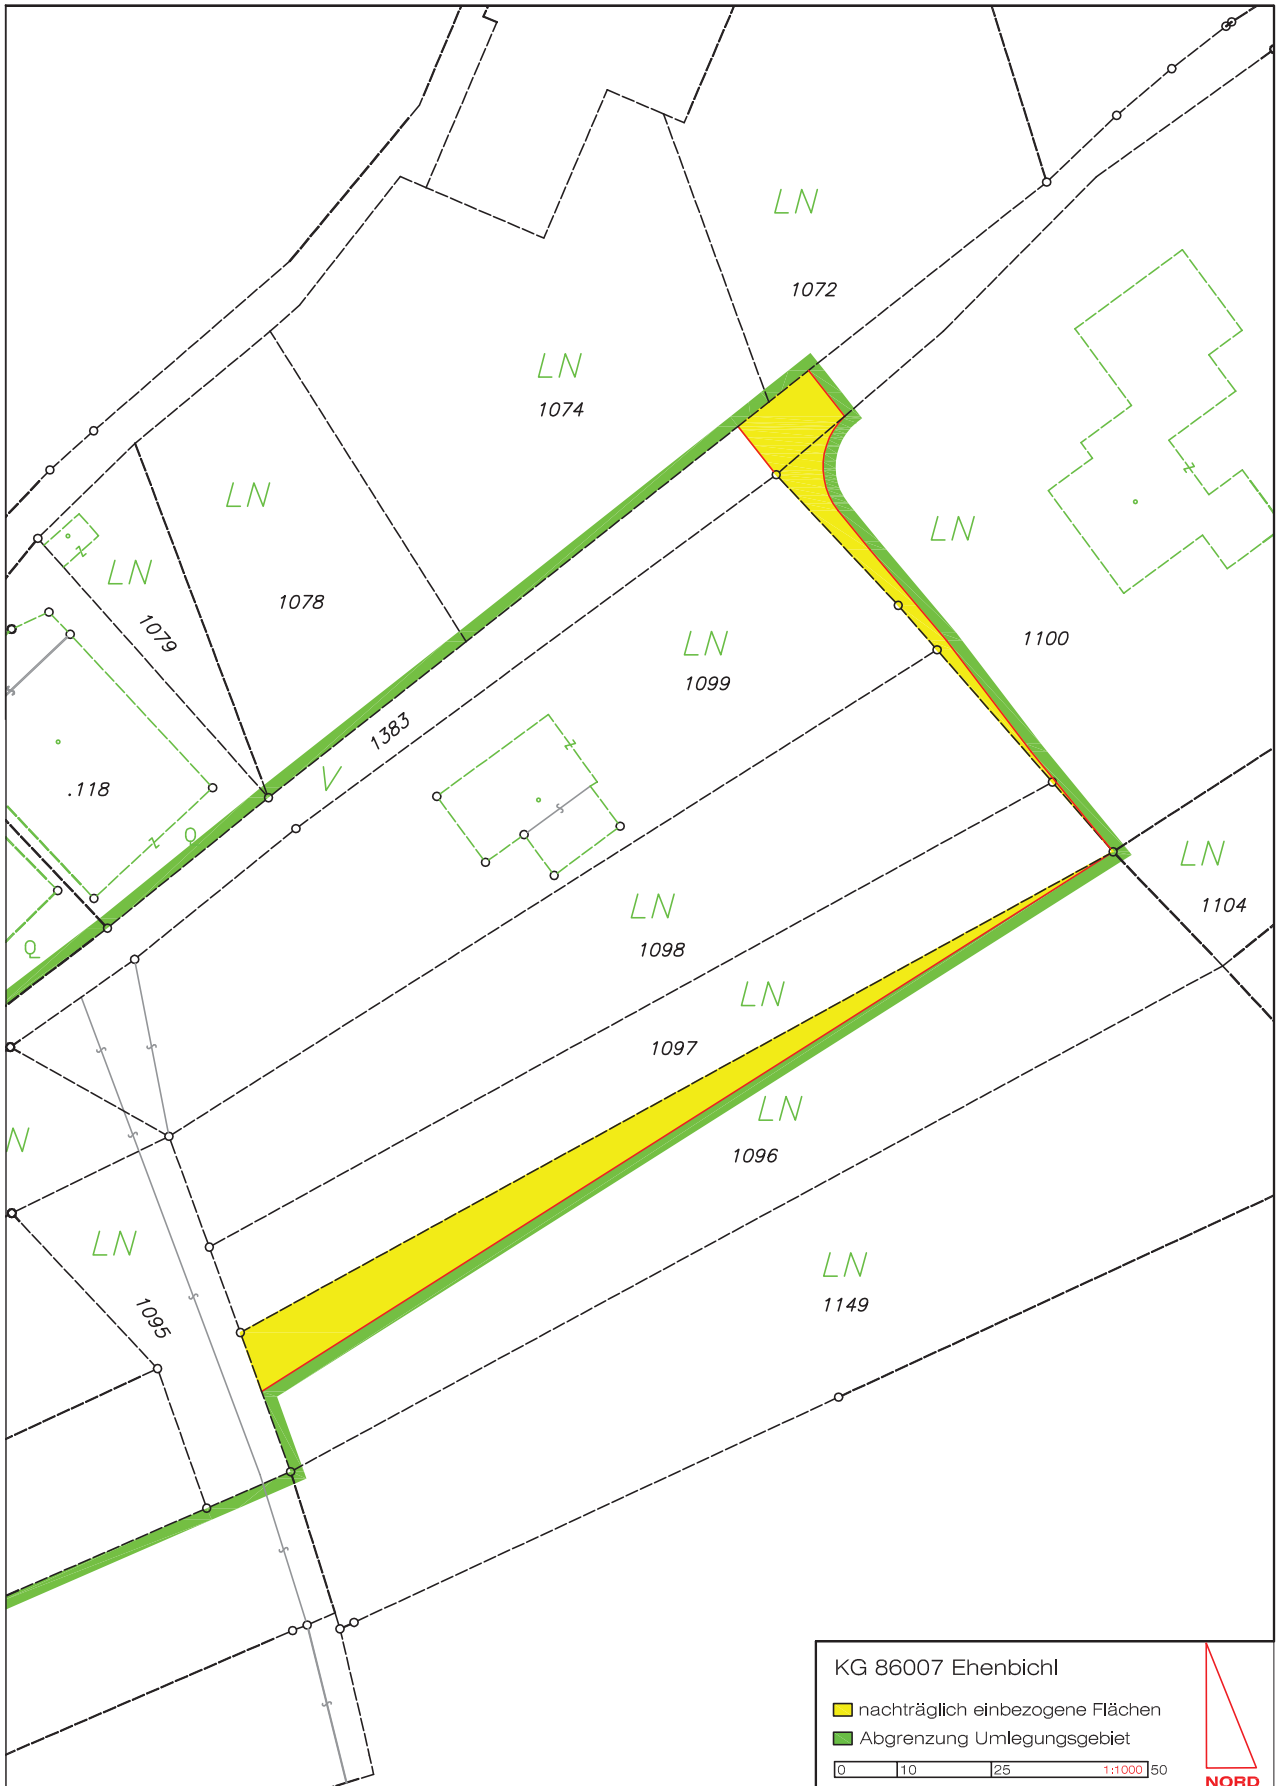 LN
1072
LN
1074
LN
1078
LN
1079
LN
1100
LN
1099
1383
V
.118
Q
Q
LN
1098
LN
1104
LN
1097
LN
1096
N
LN
1095
LN
1149
KG 86007 Ehenbichl
nachträglich einbezogene Flächen
Abgrenzung Umlegungsgebiet
0 10 25 1:1000 50
NORD